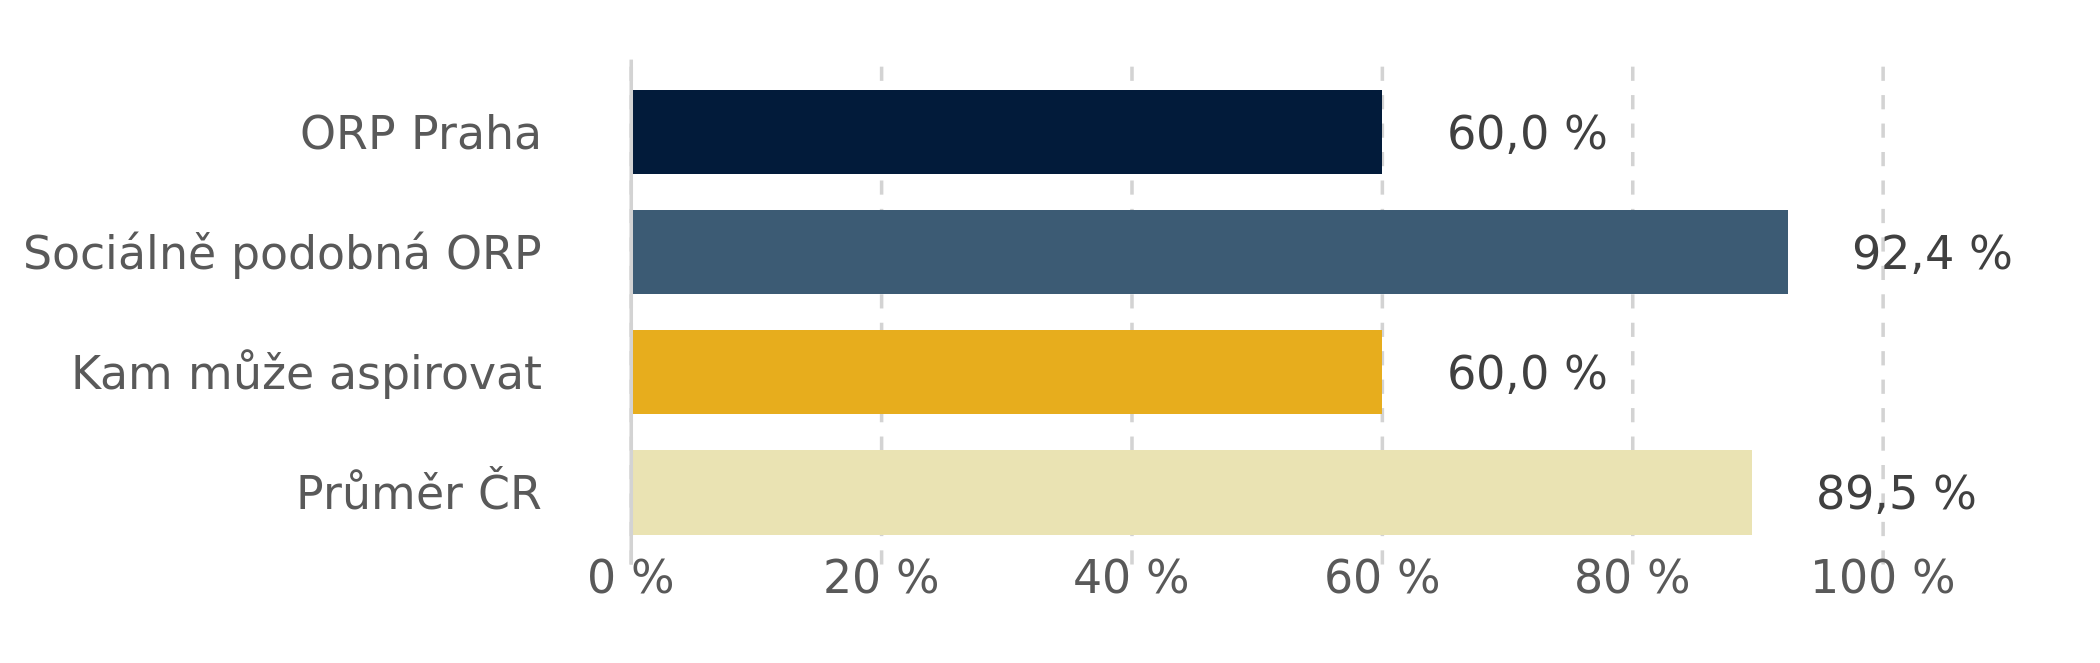 ORP Praha 60,0 %
Sociálně podobná ORP 92,4 %
Kam může aspirovat 60,0 %
Průměr ČR 89,5 %
0 % 20 % 40 % 60 % 80 % 100 %